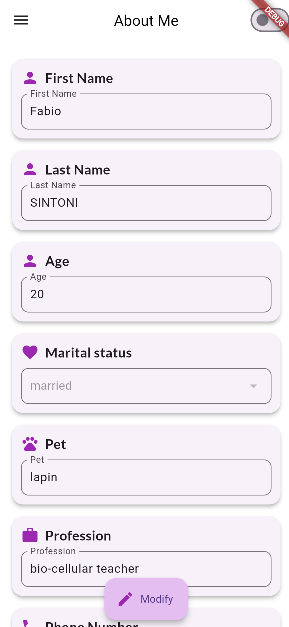 About Me
DEBUG
First Name
First Name
Fabio
Last Name
Last Name
SINTONI
Age
Age
20
Marital status
married
Pet
Pet
lapin
Profession
Profession
bio-cellular teacher
Modify
Phone Number